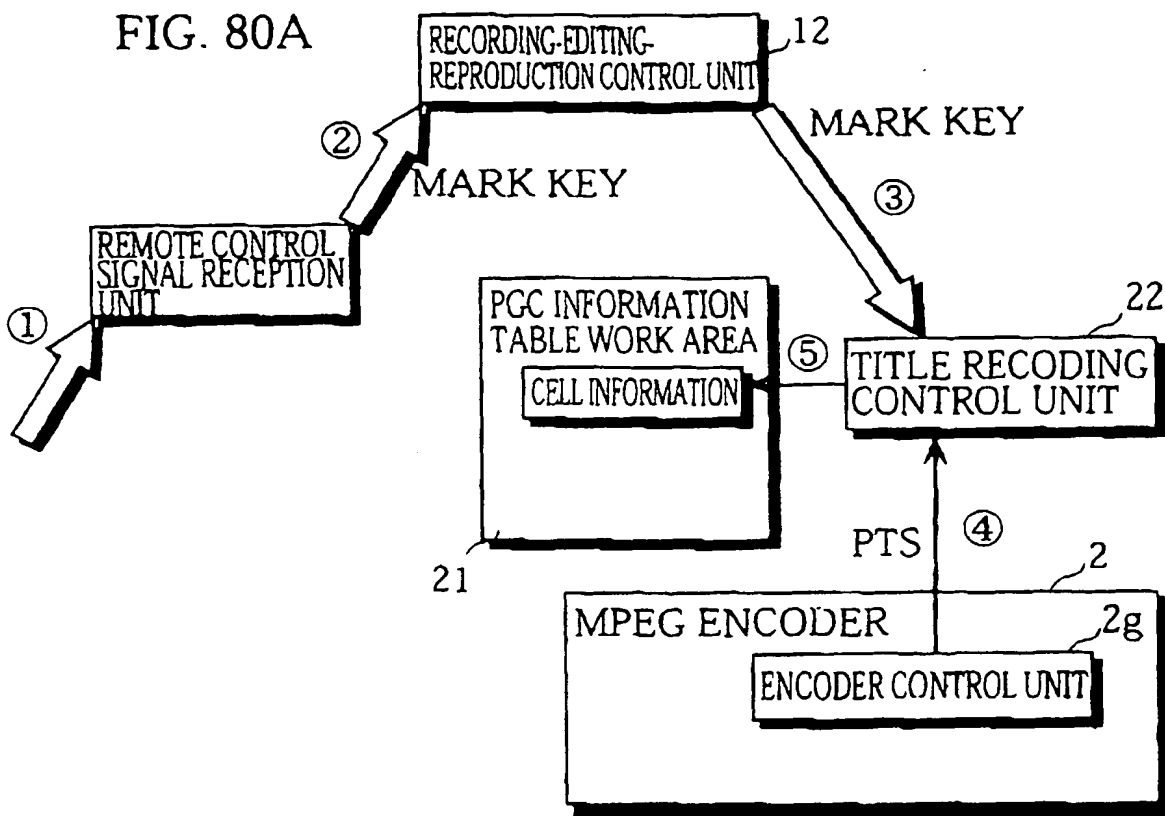 FIG. 80A
RECORDING-EDITING-
REPRODUCTION CONTROL UNIT
12
②
MARK KEY
MARK KEY
③
REMOTE CONTROL
SIGNAL RECEPTION
UNIT
①
PGC INFORMATION
TABLE WORK AREA
CELL INFORMATION
21
⑤
22
TITLE RECODING
CONTROL UNIT
PTS
④
2
MPEG ENCODER
2g
ENCODER CONTROL UNIT